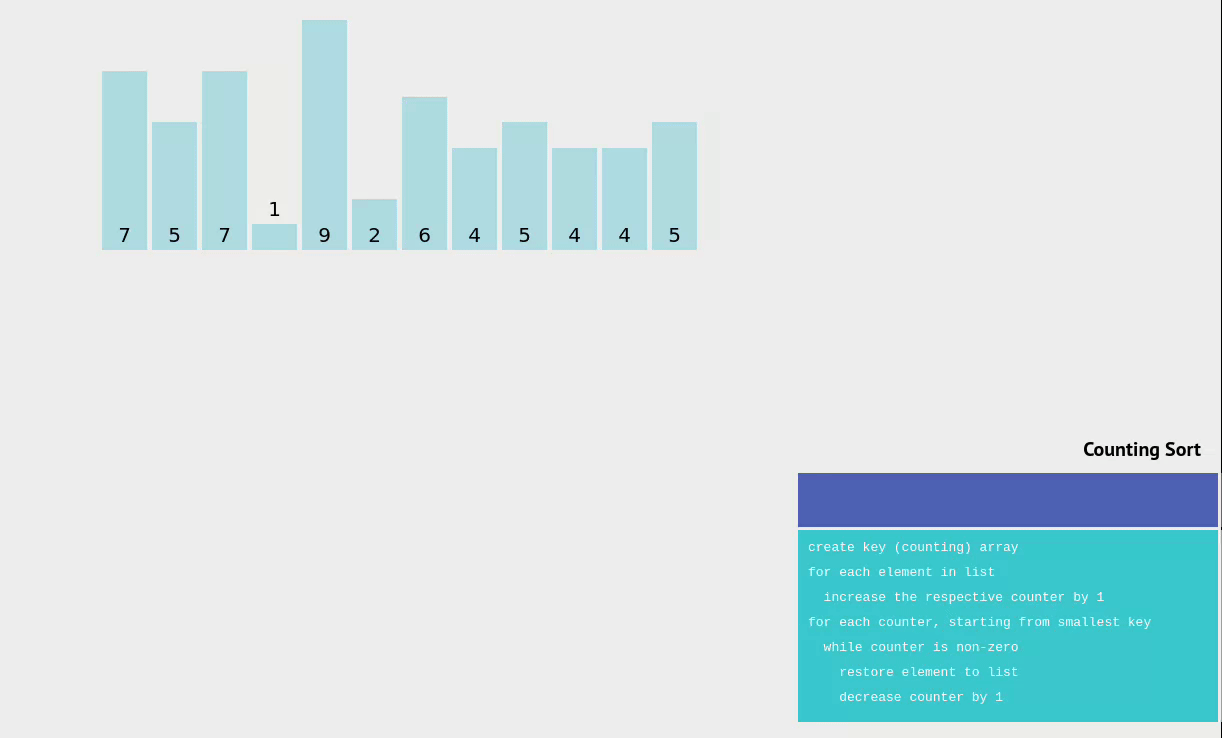 1
7 5 7 9 2 6 4 5 4 4 5
Counting Sort
create key (counting) array
for each element in list
increase the respective counter by 1
for each counter, starting from smallest key
while counter is non-zero
restore element to list
decrease counter by 1